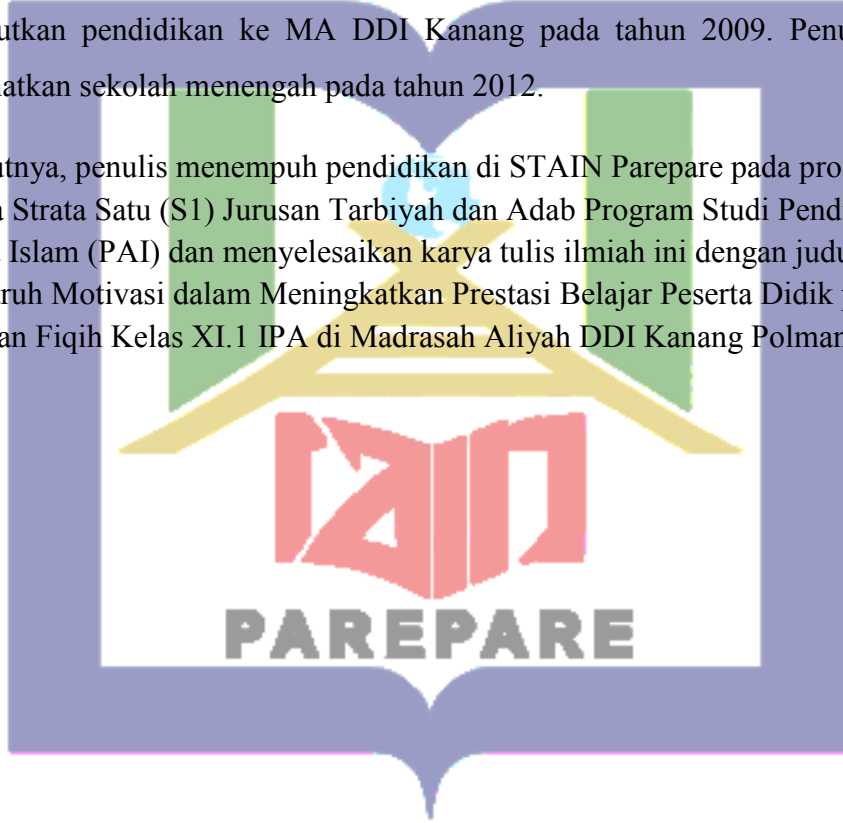 utkan pendidikan ke MA DDI Kanang pada tahun 2009. Penu
atkan sekolah menengah pada tahun 2012.
utnya, penulis menempuh pendidikan di STAIN Parepare pada pro
a Strata Satu (S1) Jurusan Tarbiyah dan Adab Program Studi Pend
Islam (PAI) dan menyelesaikan karya tulis ilmiah ini dengan judu
ruh Motivasi dalam Meningkatkan Prestasi Belajar Peserta Didik p
an Fiqih Kelas XI.1 IPA di Madrasah Aliyah DDI Kanang Polman
iain
PAREPARE